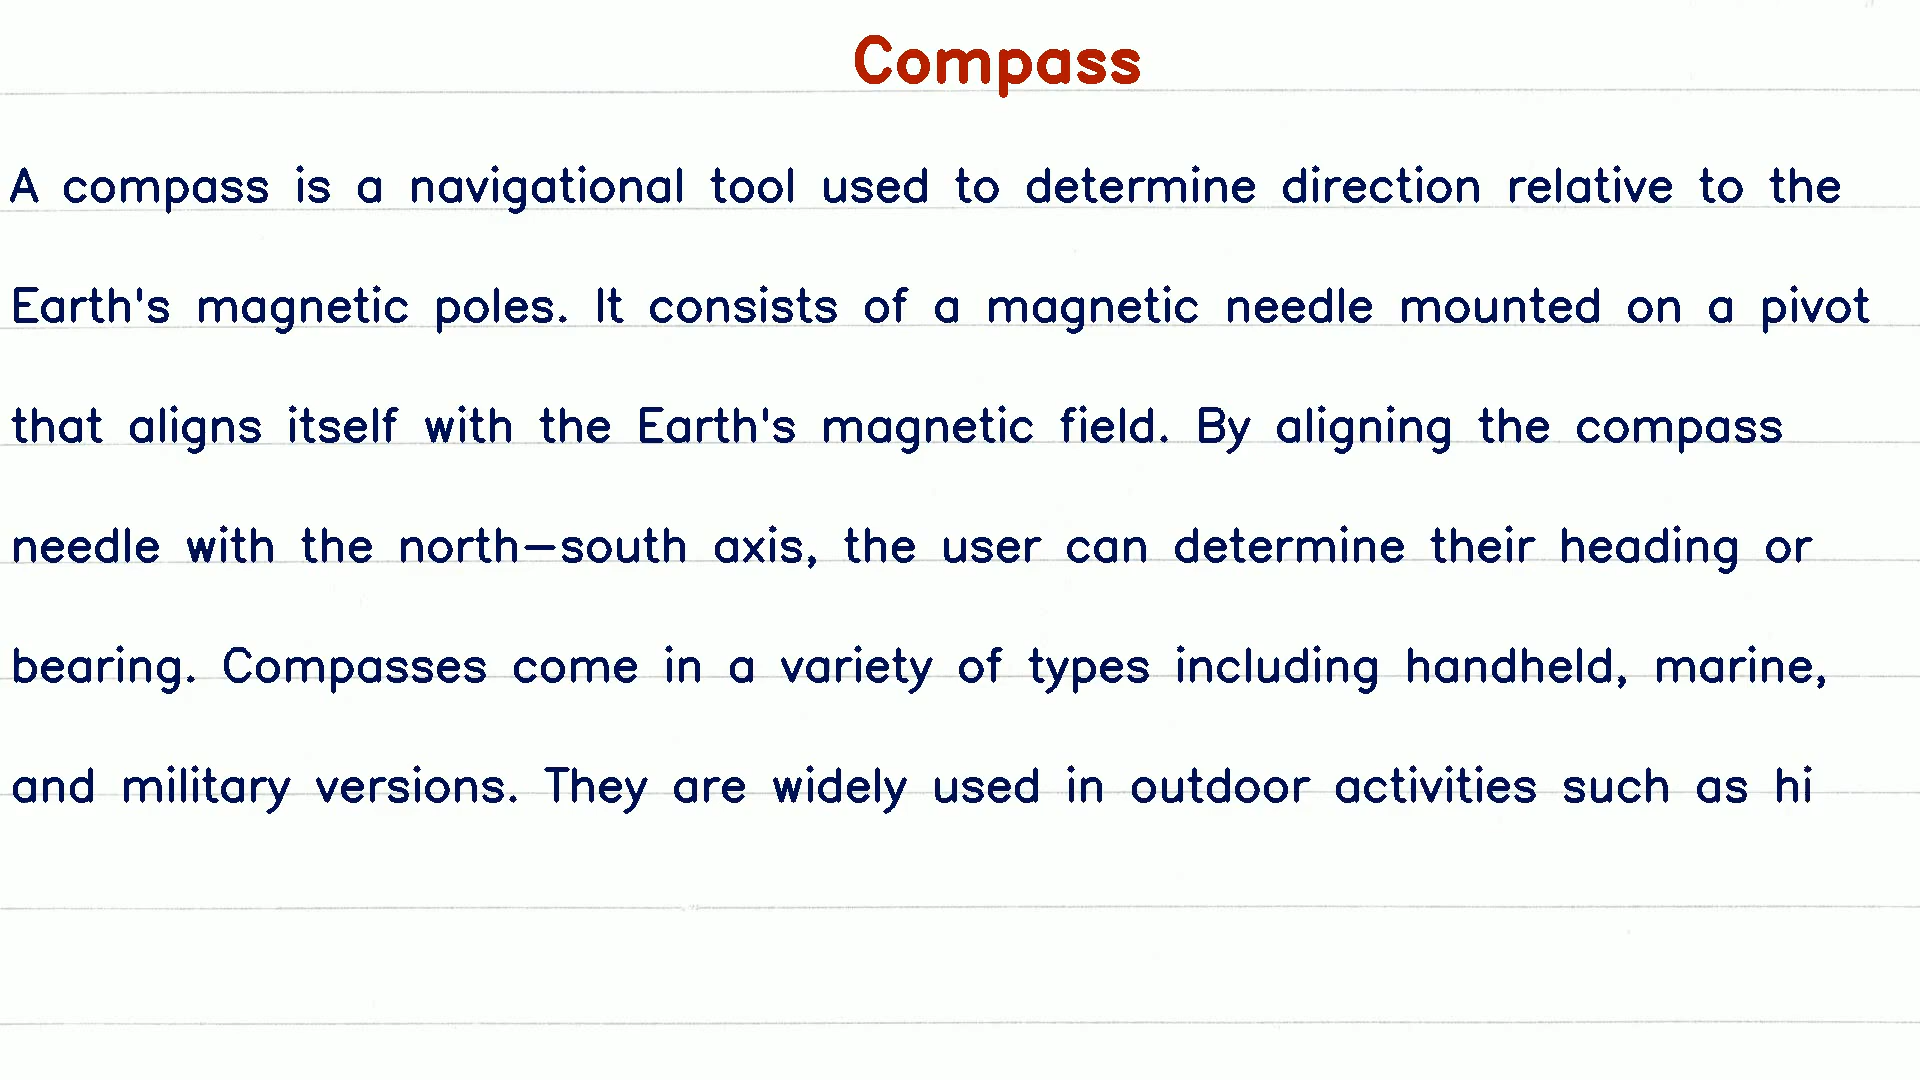 Compass
A compass is a navigational tool used to determine direction relative to the
Earth's magnetic poles. It consists of a magnetic needle mounted on a pivot
that aligns itself with the Earth's magnetic field. By aligning the compass
needle with the north-south axis, the user can determine their heading or
bearing. Compasses come in a variety of types including handheld, marine,
and military versions. They are widely used in outdoor activities such as hi